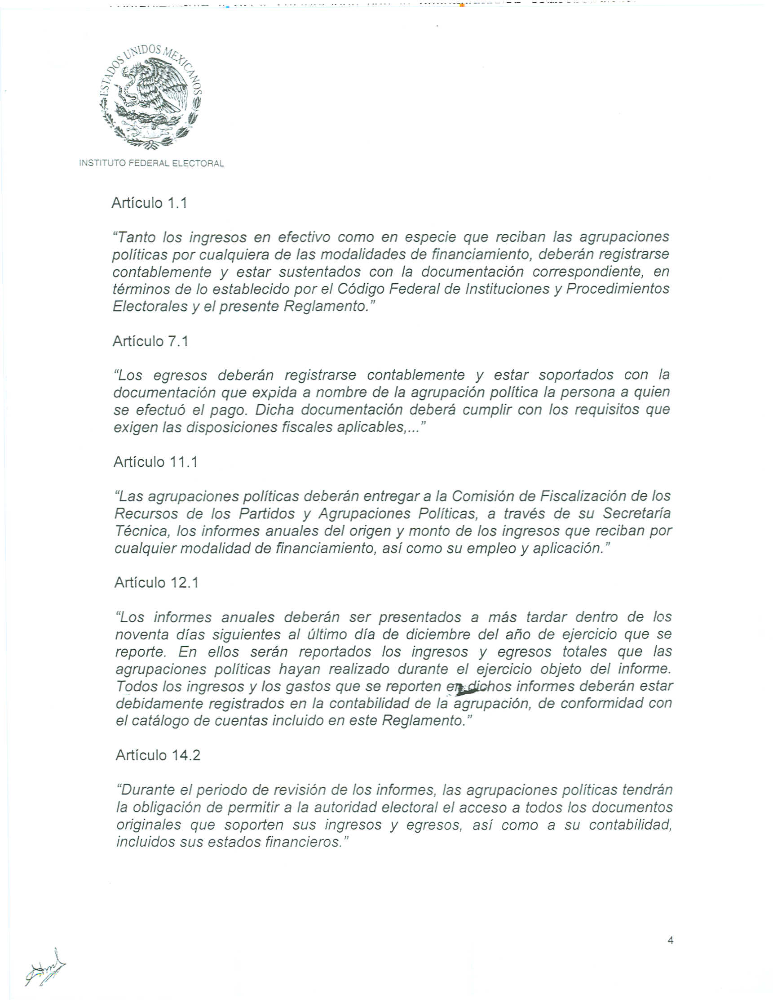 ESTADOS UNIDOS MEXICANOS
INSTITUTO FEDERAL ELECTORAL
Artículo 1.1
“Tanto los ingresos en efectivo como en especie que reciban las agrupaciones
políticas por cualquiera de las modalidades de financiamiento, deberán registrarse
contablemente y estar sustentados con la documentación correspondiente, en
términos de lo establecido por el Código Federal de Instituciones y Procedimientos
Electorales y el presente Reglamento.”
Artículo 7.1
“Los egresos deberán registrarse contablemente y estar soportados con la
documentación que expida a nombre de la agrupación política la persona a quien
se efectuó el pago. Dicha documentación deberá cumplir con los requisitos que
exigen las disposiciones fiscales aplicables,...”
Artículo 11.1
“Las agrupaciones políticas deberán entregar a la Comisión de Fiscalización de los
Recursos de los Partidos y Agrupaciones Políticas, a través de su Secretaría
Técnica, los informes anuales del origen y monto de los ingresos que reciban por
cualquier modalidad de financiamiento, así como su empleo y aplicación.”
Artículo 12.1
“Los informes anuales deberán ser presentados a más tardar dentro de los
noventa días siguientes al último día de diciembre del año de ejercicio que se
reporte. En ellos serán reportados los ingresos y egresos totales que las
agrupaciones políticas hayan realizado durante el ejercicio objeto del informe.
Todos los ingresos y los gastos que se reporten en dichos informes deberán estar
debidamente registrados en la contabilidad de la agrupación, de conformidad con
el catálogo de cuentas incluido en este Reglamento.”
Artículo 14.2
“Durante el periodo de revisión de los informes, las agrupaciones políticas tendrán
la obligación de permitir a la autoridad electoral el acceso a todos los documentos
originales que soporten sus ingresos y egresos, así como a su contabilidad,
incluidos sus estados financieros.”
4